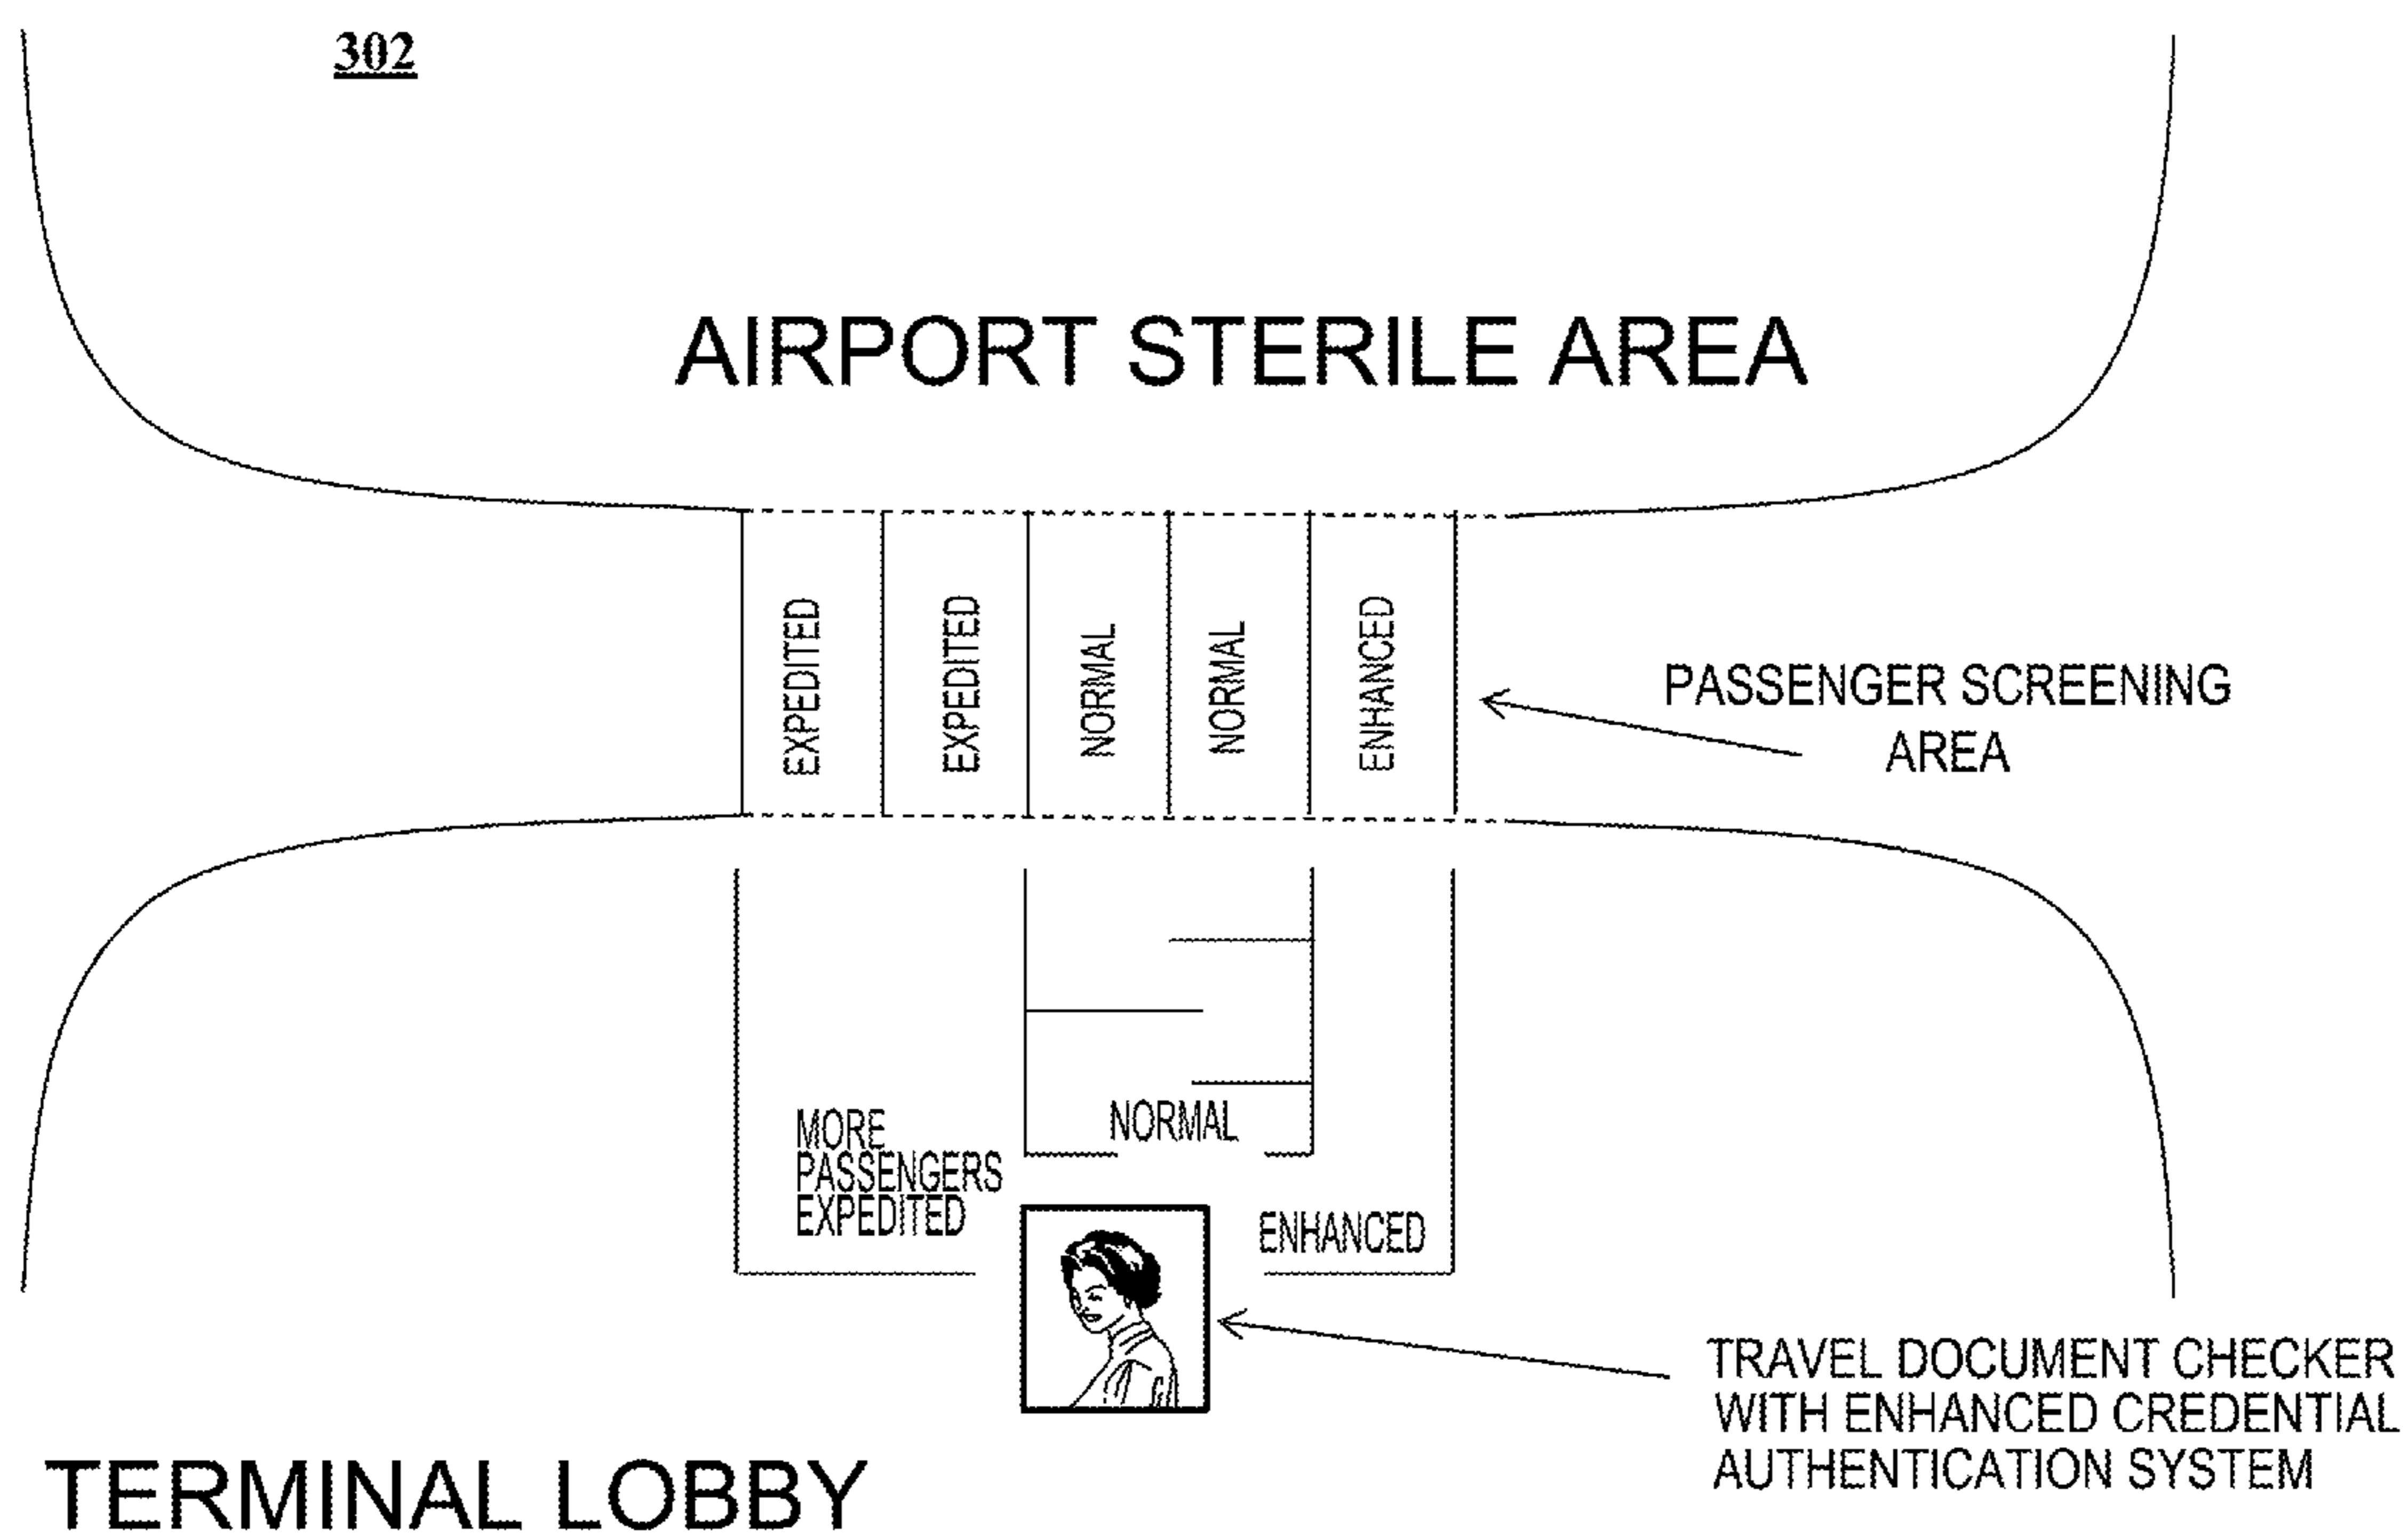 302
AIRPORT STERILE AREA
EXPEDITED
EXPEDITED
NORMAL
NORMAL
ENHANCED
PASSENGER SCREENING
AREA
MORE
PASSENGERS
EXPEDITED
NORMAL
ENHANCED
TRAVEL DOCUMENT CHECKER
WITH ENHANCED CREDENTIAL
AUTHENTICATION SYSTEM
TERMINAL LOBBY